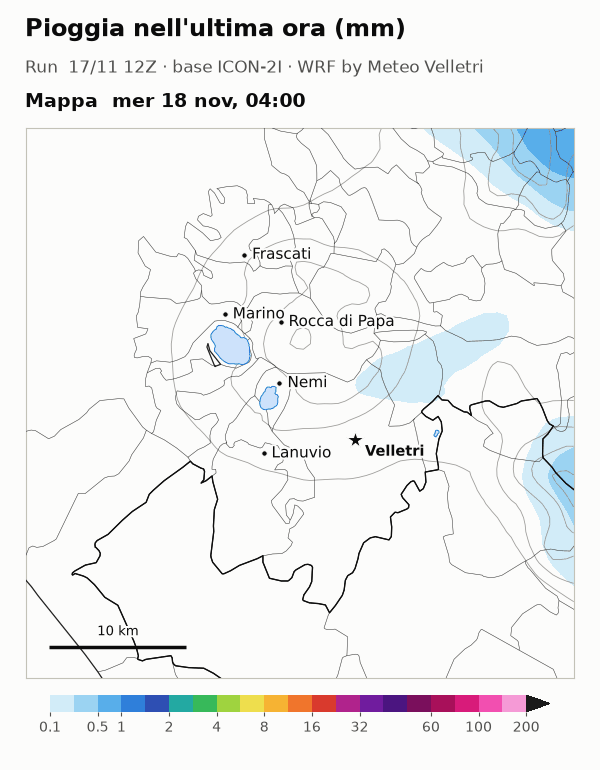 Pioggia nell'ultima ora (mm)
Run  17/11 12Z · base ICON-2I · WRF by Meteo Velletri
Mappa  mer 18 nov, 04:00
Frascati
Marino
Rocca di Papa
Nemi
Velletri
Lanuvio
10 km
0.1 0.5 1 2 4 8 16 32 60 100 200